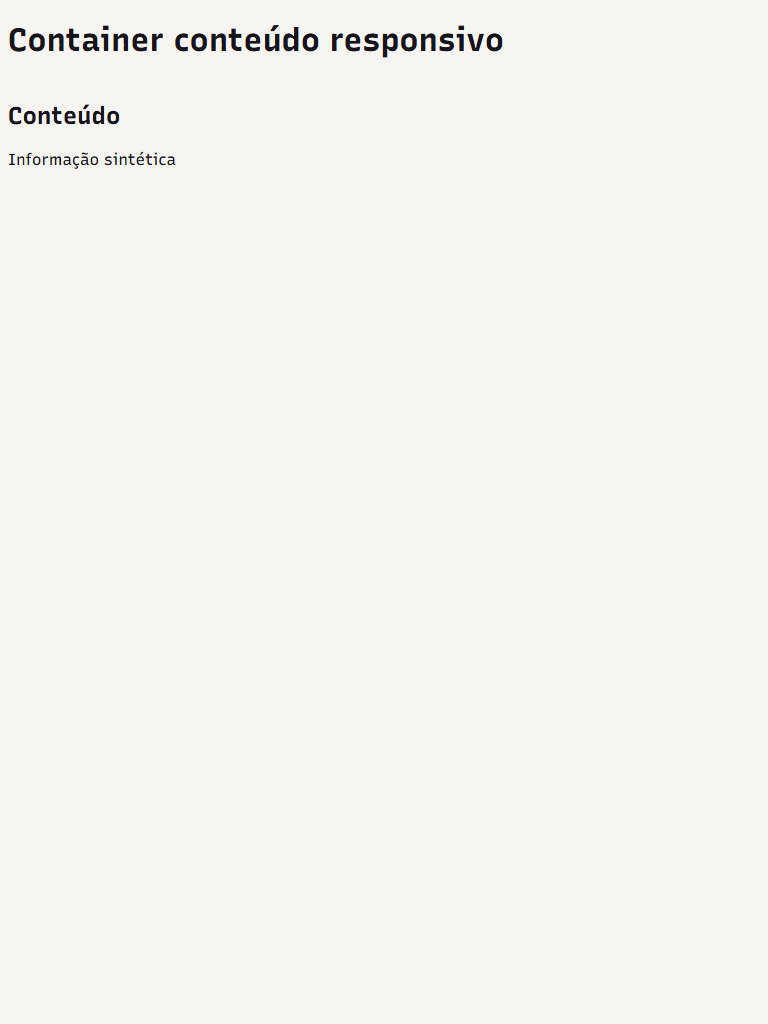 Container conteúdo responsivo
Conteúdo
Informação sintética